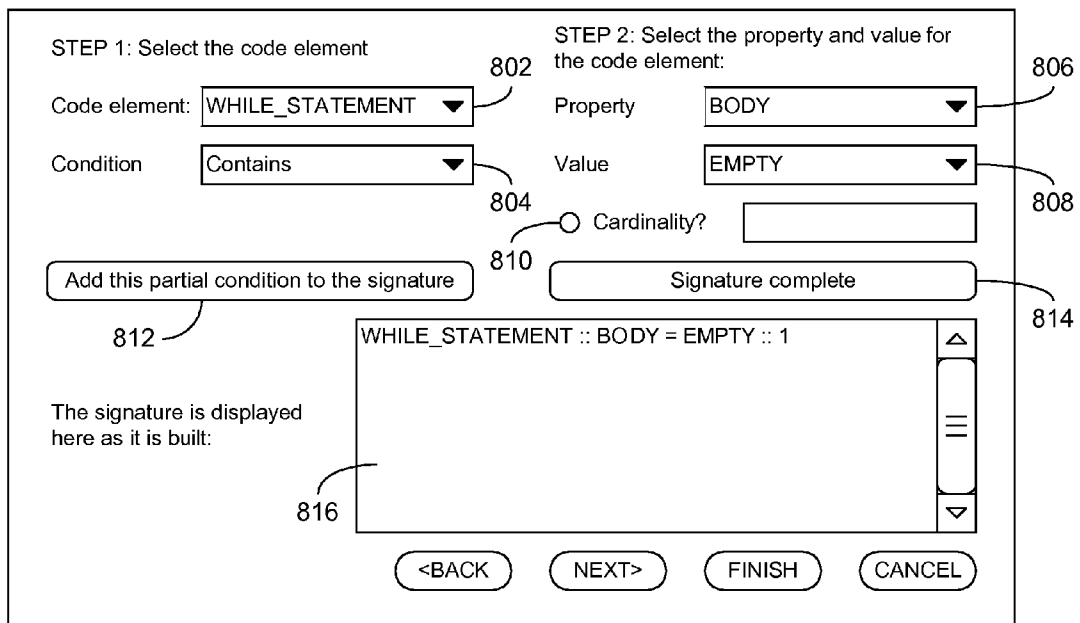 STEP 1: Select the code element
STEP 2: Select the property and value for
the code element:
802
806
Code element:
WHILE_STATEMENT
Property
BODY
Condition
Contains
Value
EMPTY
804
808
810
Cardinality?
Add this partial condition to the signature
Signature complete
812
814
WHILE_STATEMENT :: BODY = EMPTY :: 1
The signature is displayed
here as it is built:
816
<BACK
NEXT>
FINISH
CANCEL